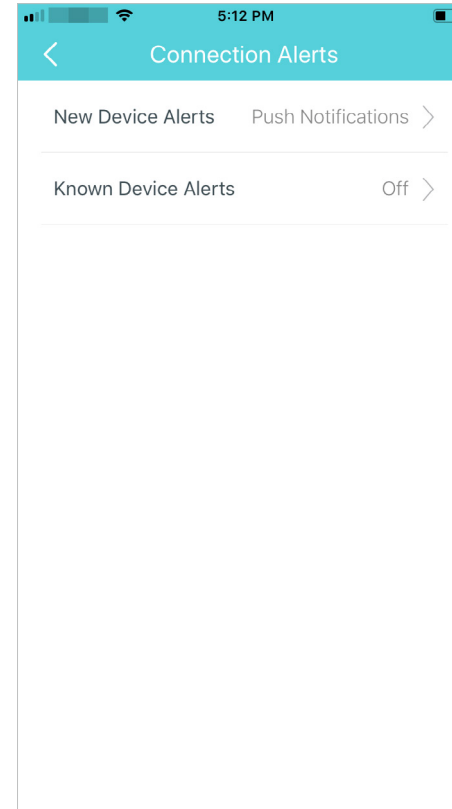 5:12 PM
Connection Alerts
New Device Alerts Push Notifications
Known Device Alerts Off